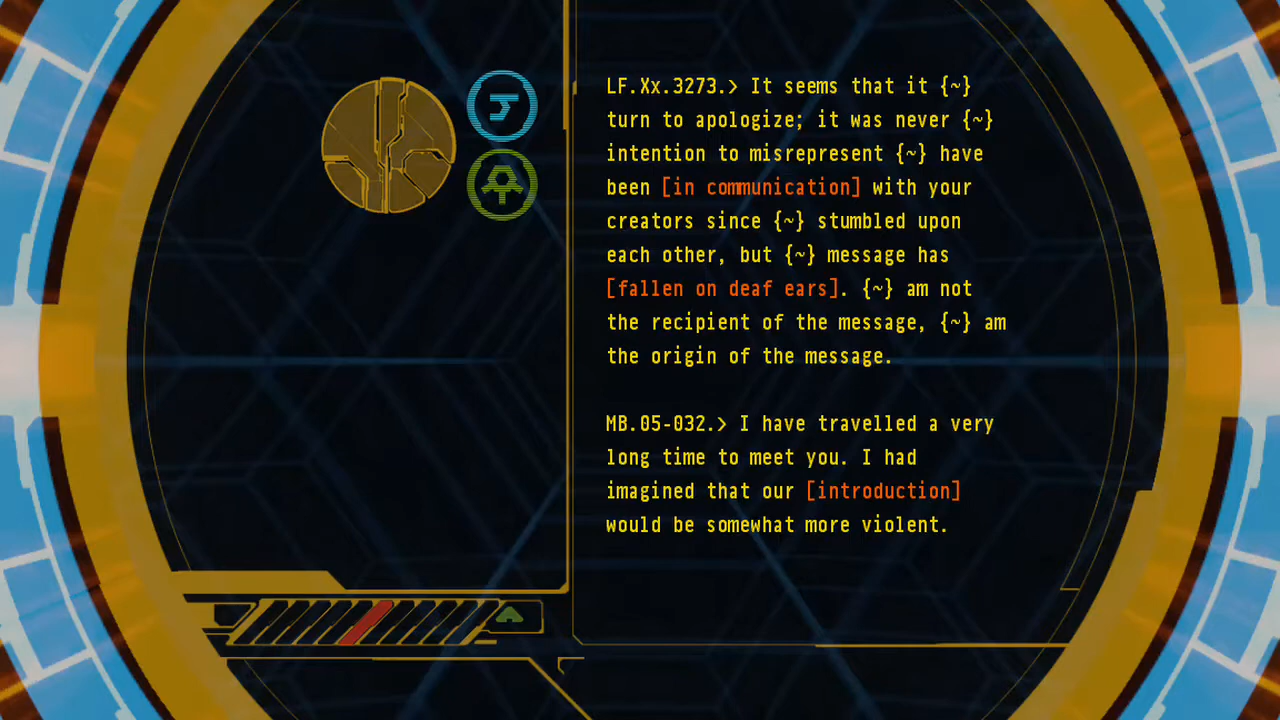 LF.Xx.3273.> It seems that it {~}
turn to apologize; it was never {~}
intention to misrepresent {~} have
been [in communication] with your
creators since {~} stumbled upon
each other, but {~} message has
[fallen on deaf ears]. {~} am not
the recipient of the message, {~} am
the origin of the message.
MB.05-032.> I have travelled a very
long time to meet you. I had
imagined that our [introduction]
would be somewhat more violent.